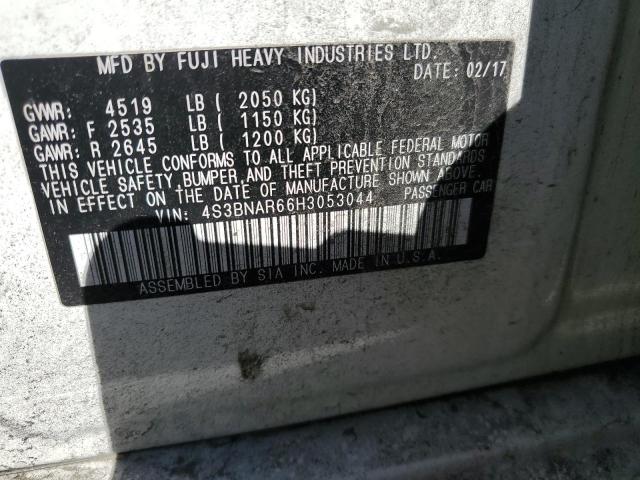 MFD BY FUJI HEAVY INDUSTRIES LTD.
DATE: 02/17
GVWR: 4519 LB ( 2050 KG)
GAWR: F 2535 LB ( 1150 KG)
GAWR: R 2645 LB ( 1200 KG)
THIS VEHICLE CONFORMS TO ALL APPLICABLE FEDERAL MOTOR
VEHICLE SAFETY, BUMPER, AND THEFT PREVENTION STANDARDS
IN EFFECT ON THE DATE OF MANUFACTURE SHOWN ABOVE.
VIN: 4S3BNAR66H3053044 PASSENGER CAR
ASSEMBLED BY SIA INC. MADE IN U.S.A.